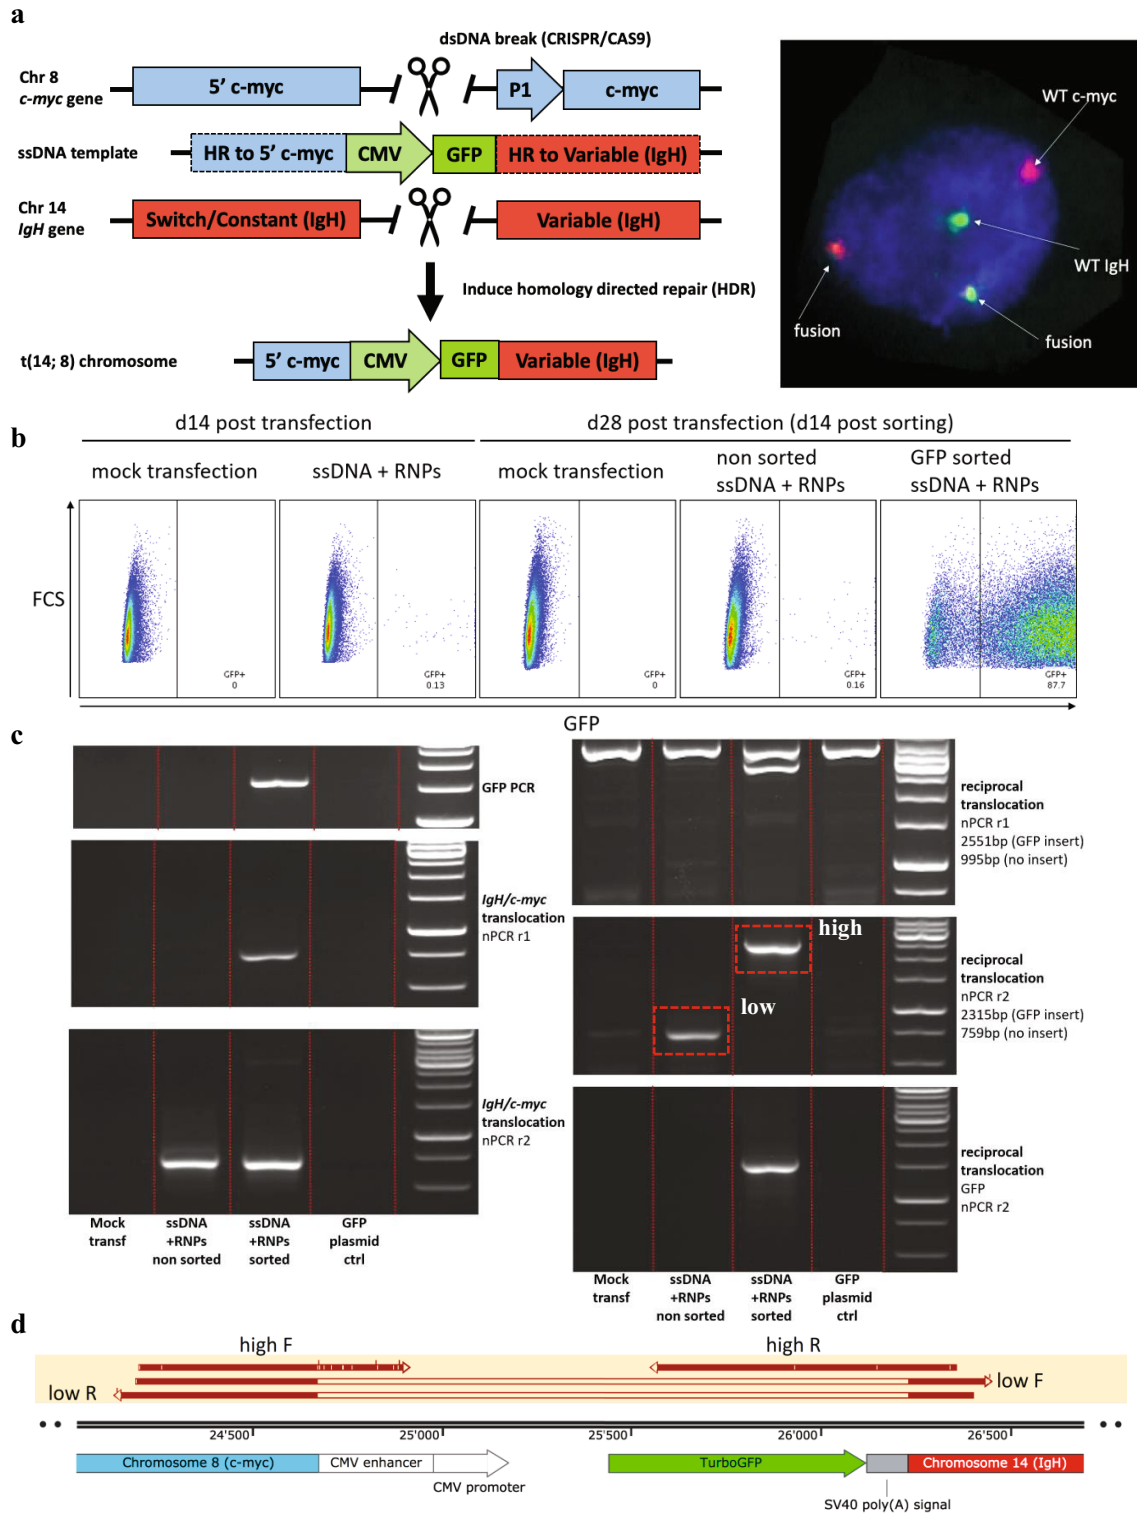 a
dsDNA break (CRISPR/CAS9)
Chr 8
c-myc gene
5' c-myc
P1
c-myc
ssDNA template
HR to 5' c-myc
CMV
GFP
HR to Variable (IgH)
Chr 14
IgH gene
Switch/Constant (IgH)
Variable (IgH)
Induce homology directed repair (HDR)
t(14; 8) chromosome
5' c-myc
CMV
GFP
Variable (IgH)
WT c-myc
WT IgH
fusion
fusion
b
d14 post transfection
d28 post transfection (d14 post sorting)
mock transfection
ssDNA + RNPs
mock transfection
non sorted
ssDNA + RNPs
GFP sorted
ssDNA + RNPs
FCS
GFP+
0
GFP+
0.13
GFP+
0
GFP+
0.16
GFP+
87.7
GFP
c
GFP PCR
IgH/c-myc
translocation
nPCR r1
IgH/c-myc
translocation
nPCR r2
Mock
transf
ssDNA
+RNPs
non sorted
ssDNA
+RNPs
sorted
GFP
plasmid
ctrl
reciprocal
translocation
nPCR r1
2551bp (GFP insert)
995bp (no insert)
high
low
reciprocal
translocation
nPCR r2
2315bp (GFP insert)
759bp (no insert)
reciprocal
translocation
GFP
nPCR r2
Mock
transf
ssDNA
+RNPs
non sorted
ssDNA
+RNPs
sorted
GFP
plasmid
ctrl
d
high F
high R
low R
low F
24'500
25'000
25'500
26'000
26'500
Chromosome 8 (c-myc)
CMV enhancer
CMV promoter
TurboGFP
SV40 poly(A) signal
Chromosome 14 (IgH)